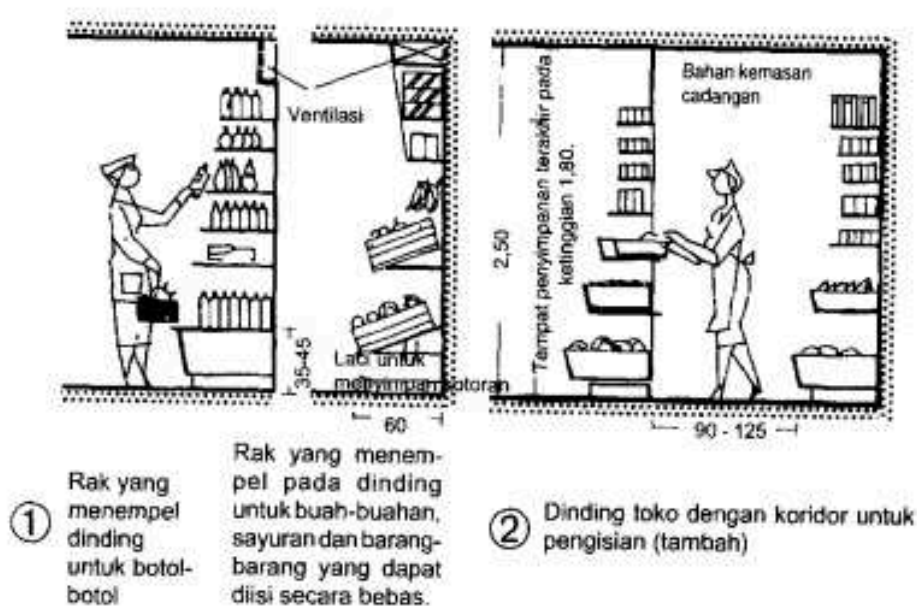 Ventilasi
35-45
Laci untuk
menyimpan kotoran
60
2,50
Tempat penyimpanan terakhir pada
ketinggian 1,80.
Bahan kemasan
cadangan
90 - 125
1
Rak yang
menempel
dinding
untuk botol-
botol
Rak yang menem-
pel pada dinding
untuk buah-buahan,
sayuran dan barang-
barang yang dapat
diisi secara bebas.
2
Dinding toko dengan koridor untuk
pengisian (tambah)